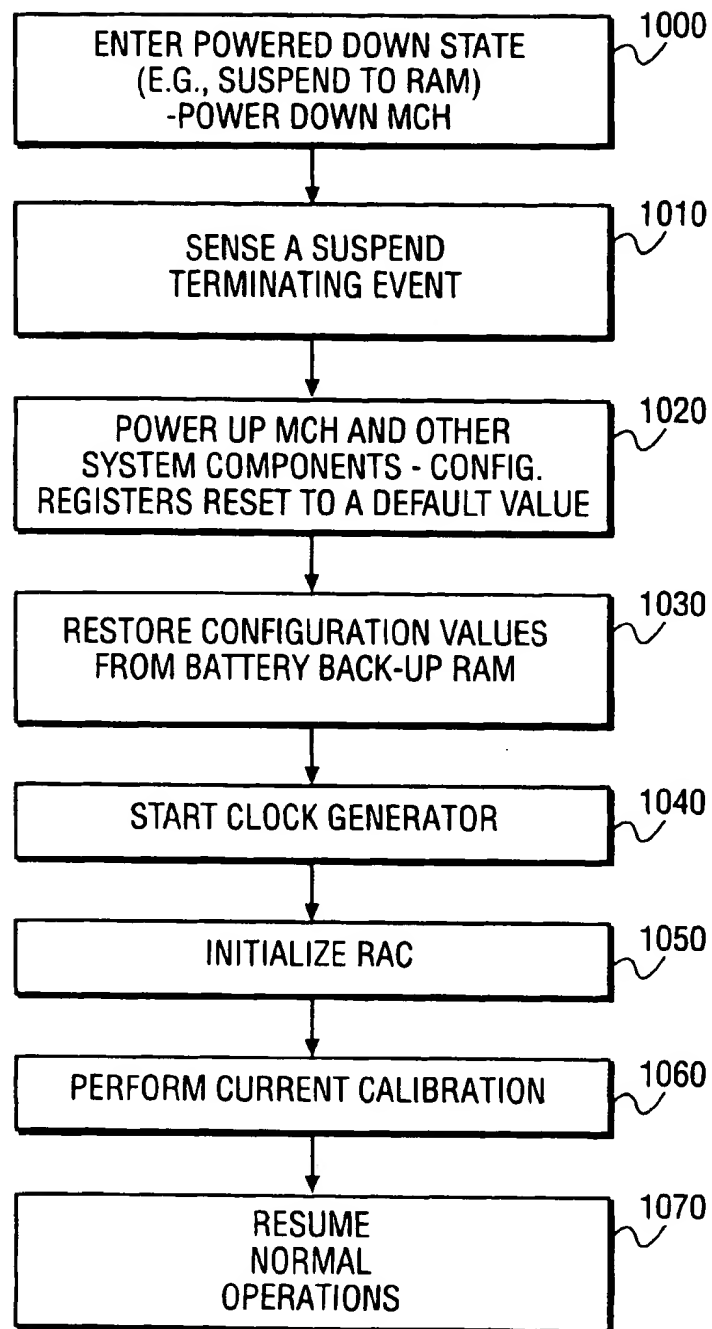 ENTER POWERED DOWN STATE
(E.G., SUSPEND TO RAM)
-POWER DOWN MCH
1000
SENSE A SUSPEND
TERMINATING EVENT
1010
POWER UP MCH AND OTHER
SYSTEM COMPONENTS - CONFIG.
REGISTERS RESET TO A DEFAULT VALUE
1020
RESTORE CONFIGURATION VALUES
FROM BATTERY BACK-UP RAM
1030
START CLOCK GENERATOR
1040
INITIALIZE RAC
1050
PERFORM CURRENT CALIBRATION
1060
RESUME
NORMAL
OPERATIONS
1070